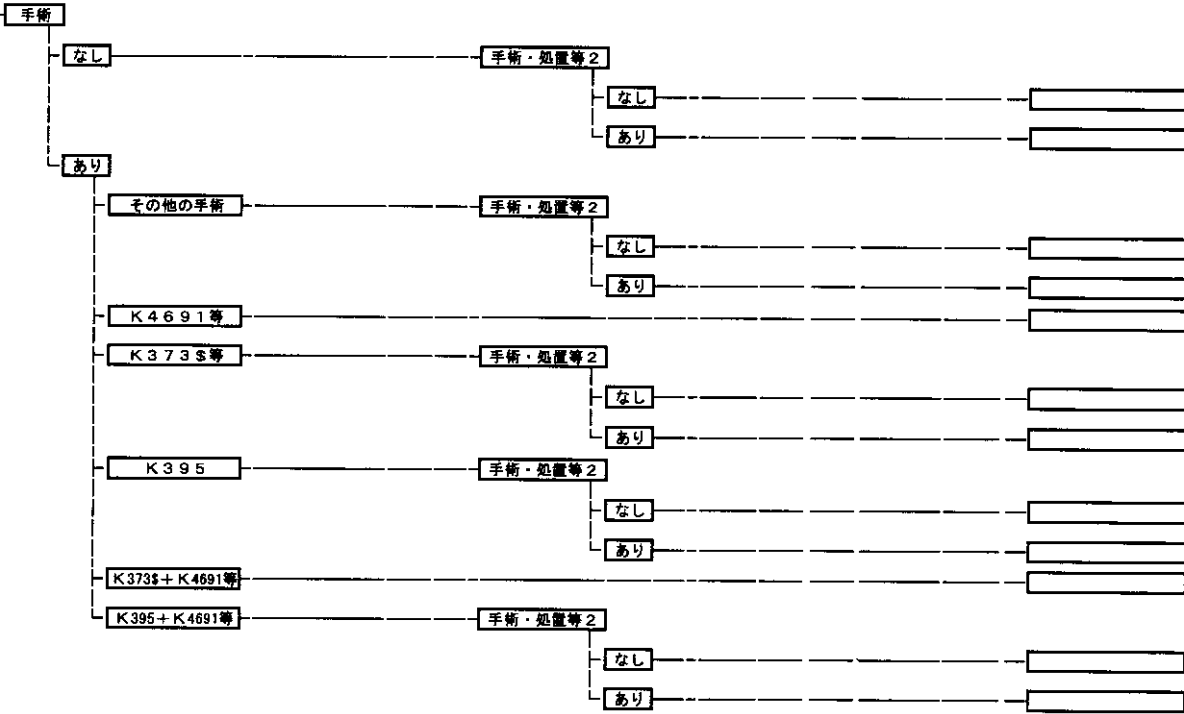 手術
なし
手術・処置等2
なし
あり
あり
その他の手術
手術・処置等2
なし
あり
K4691等
K373$等
手術・処置等2
なし
あり
K395
手術・処置等2
なし
あり
K373$+K4691等
K395+K4691等
手術・処置等2
なし
あり